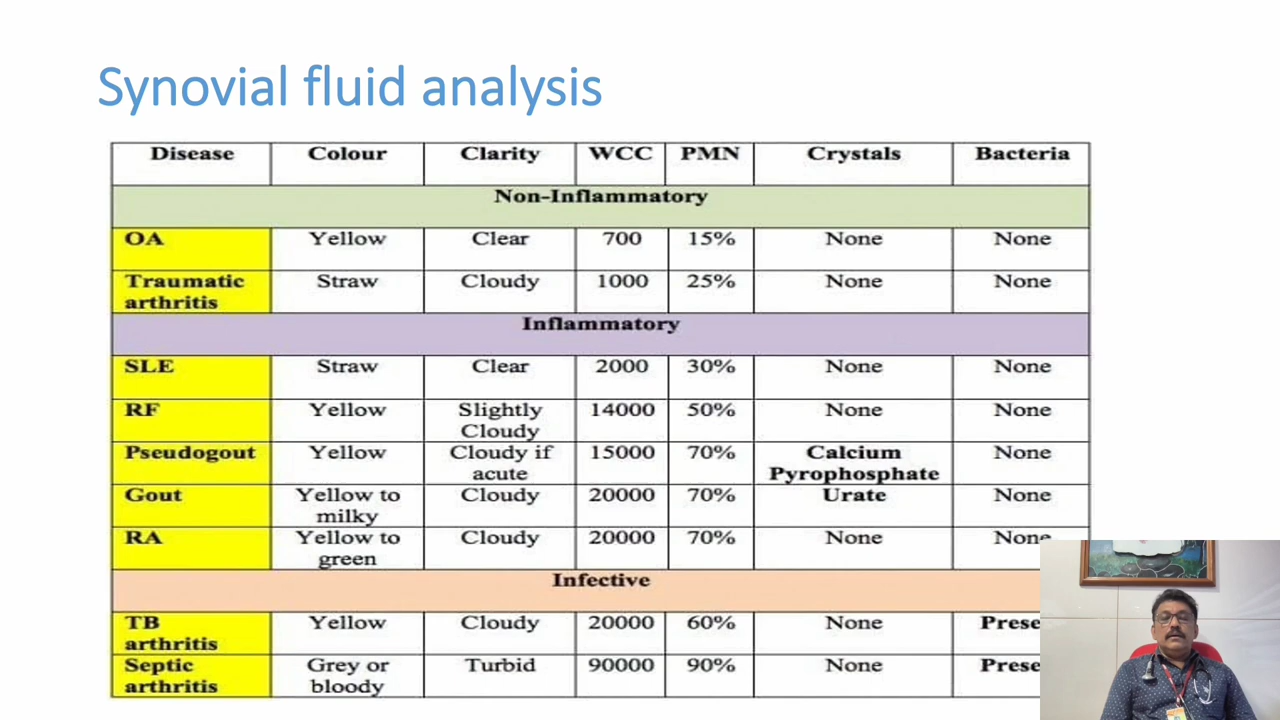 Synovial fluid analysis
Disease Colour Clarity WCC PMN Crystals Bacteria
Non-Inflammatory
OA Yellow Clear 700 15% None None
Traumatic arthritis Straw Cloudy 1000 25% None None
Inflammatory
SLE Straw Clear 2000 30% None None
RF Yellow Slightly Cloudy 14000 50% None None
Pseudogout Yellow Cloudy if acute 15000 70% Calcium Pyrophosphate None
Gout Yellow to milky Cloudy 20000 70% Urate None
RA Yellow to green Cloudy 20000 70% None None
Infective
TB arthritis Yellow Cloudy 20000 60% None
Septic arthritis Grey or bloody Turbid 90000 90% None